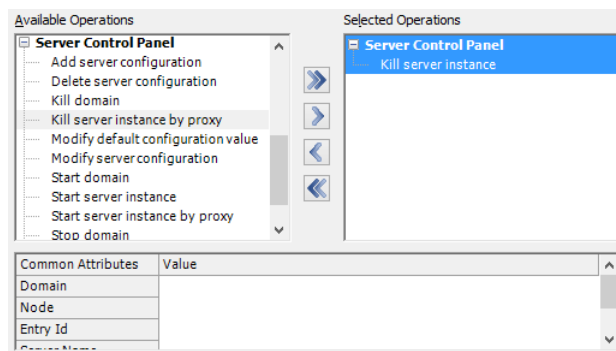 Available Operations
Selected Operations
Server Control Panel
Add server configuration
Delete server configuration
Kill domain
Kill server instance by proxy
Modify default configuration value
Modify server configuration
Start domain
Start server instance
Start server instance by proxy
Stop domain
Server Control Panel
Kill server instance
Common Attributes Value
Domain
Node
Entry Id
Server Name